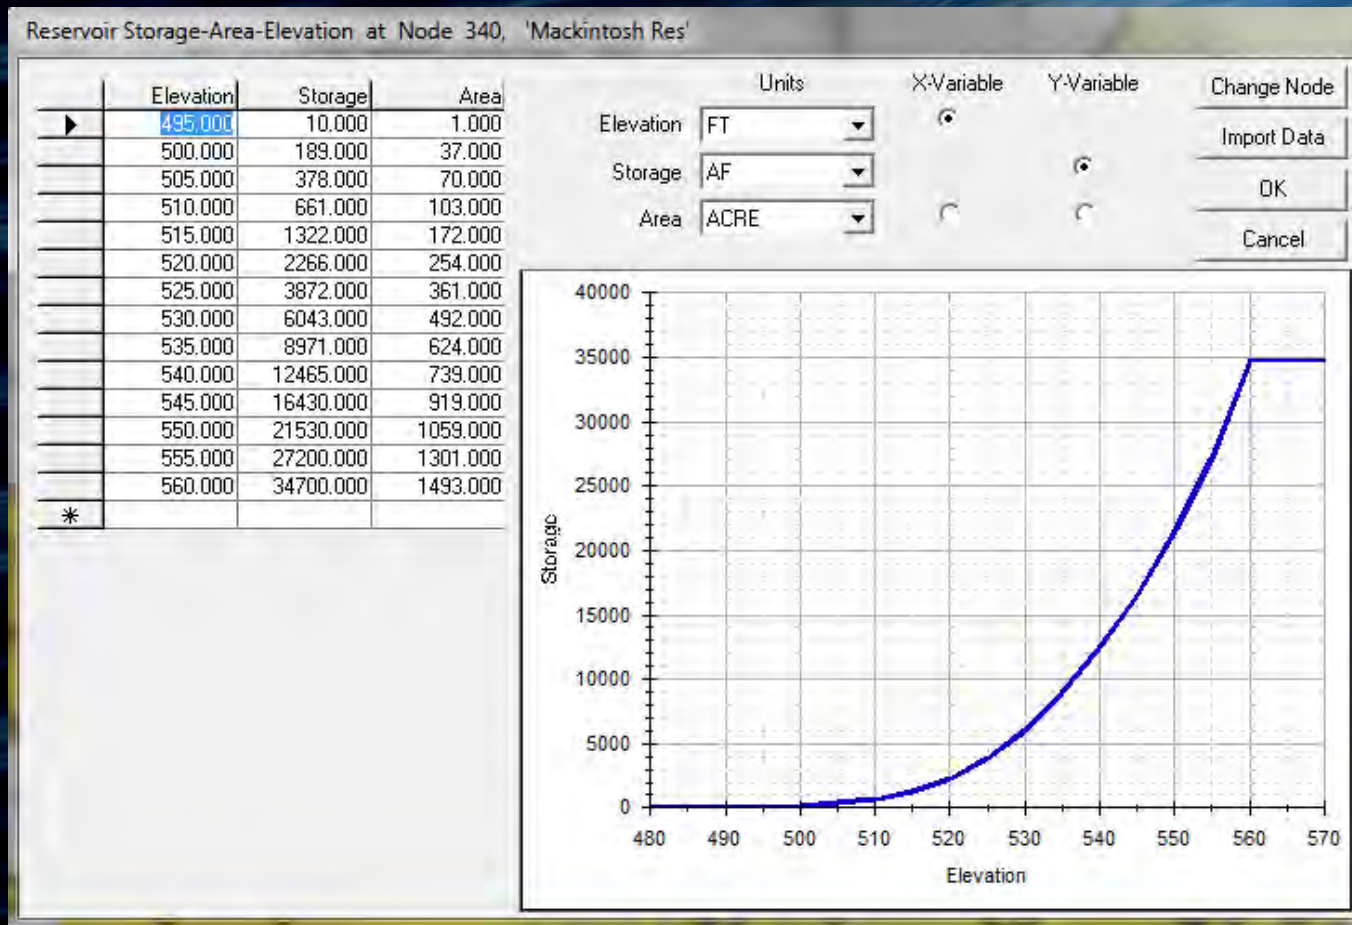 Reservoir Storage-Area-Elevation at Node 340, 'Mackintosh Res'
Elevation Storage Area
495.000 10.000 1.000
500.000 189.000 37.000
505.000 378.000 70.000
510.000 661.000 103.000
515.000 1322.000 172.000
520.000 2266.000 254.000
525.000 3872.000 361.000
530.000 6043.000 492.000
535.000 8971.000 624.000
540.000 12465.000 739.000
545.000 16430.000 919.000
550.000 21530.000 1059.000
555.000 27200.000 1301.000
560.000 34700.000 1493.000
*
Units X-Variable Y-Variable
Elevation FT
Storage AF
Area ACRE
Change Node
Import Data
OK
Cancel
40000
35000
30000
25000
20000
15000
10000
5000
0
Storage
480 490 500 510 520 530 540 550 560 570
Elevation